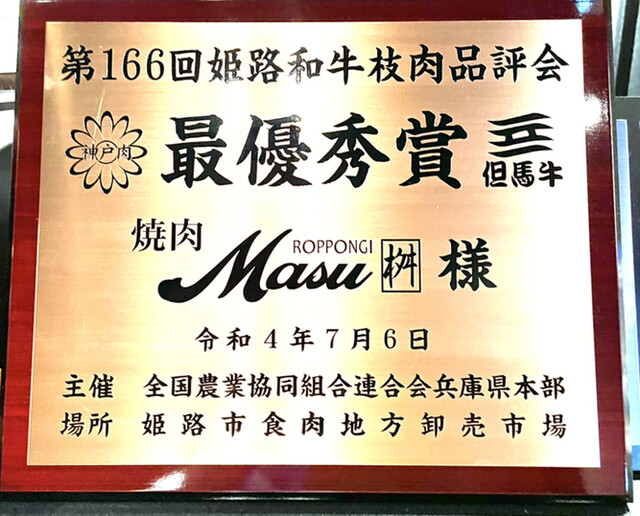 第166回姫路和牛枝肉品評会
神戸肉 最優秀賞 但馬牛
焼肉 ROPPONGI Masu 桝 様
令和4年7月6日
主催 全国農業協同組合連合会兵庫県本部
場所 姫路市食肉地方卸売市場